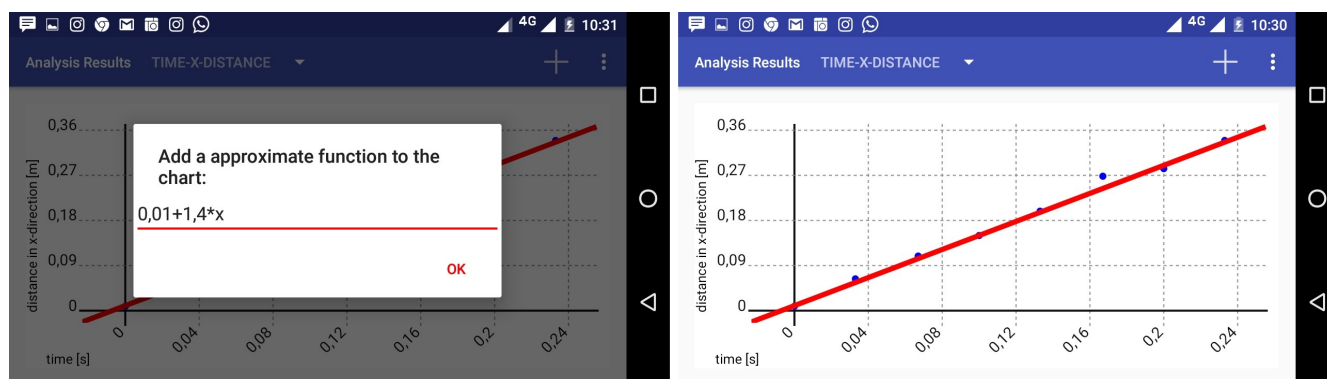 4G 10:31
Analysis Results TIME-X-DISTANCE
0,36
0,27
0,18
0,09
0
distance in x-direction [m]
Add a approximate function to the
chart:
0,01+1,4*x
OK
0 0,04 0,08 0,12 0,16 0,2 0,24
time [s]
4G 10:30
Analysis Results TIME-X-DISTANCE
0,36
0,27
0,18
0,09
0
distance in x-direction [m]
0 0,04 0,08 0,12 0,16 0,2 0,24
time [s]